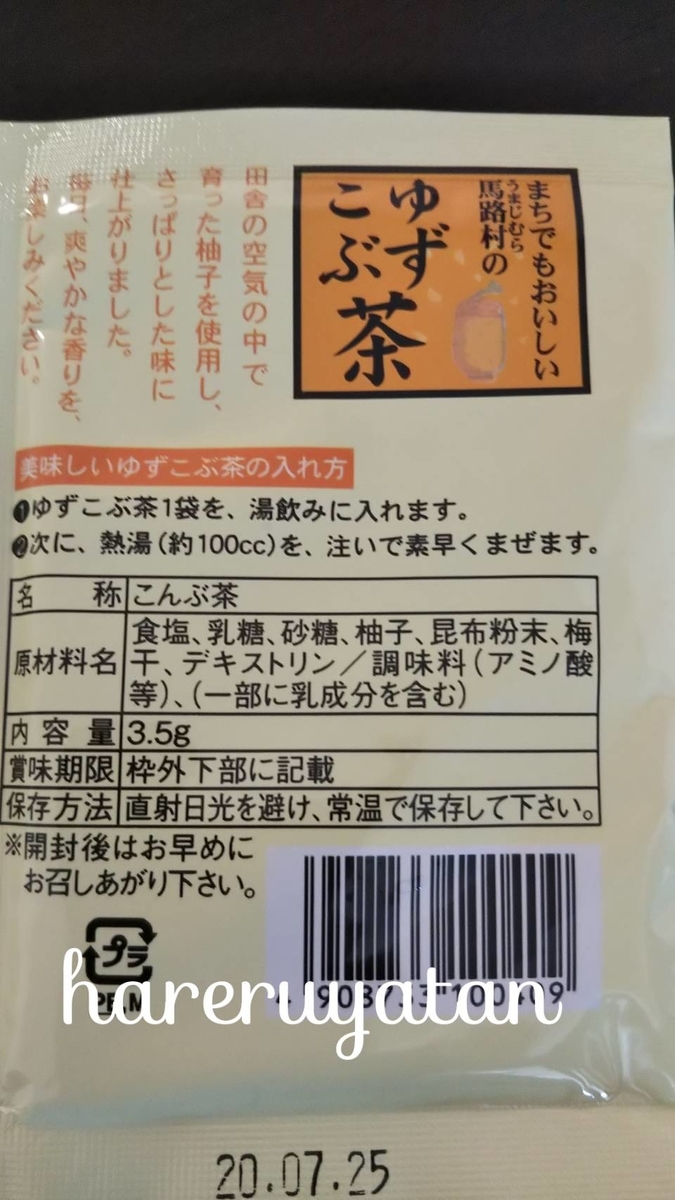 まちでもおいしい
うまじむら
馬路村の
ゆず
こぶ茶
田舎の空気の中で
育った柚子を使用し、
さっぱりとした味に
仕上がりました。
毎日、爽やかな香りを、
お楽しみください。
美味しいゆずこぶ茶の入れ方
❶ゆずこぶ茶1袋を、湯飲みに入れます。
❷次に、熱湯(約100cc)を、注いで素早くまぜます。
名 称 こんぶ茶
原材料名 食塩、乳糖、砂糖、柚子、昆布粉末、梅
干、デキストリン/調味料(アミノ酸
等)、(一部に乳成分を含む)
内容量 3.5g
賞味期限 枠外下部に記載
保存方法 直射日光を避け、常温で保存して下さい。
※開封後はお早めに
お召しあがり下さい。
プラ
hareruyatan
20.07.25